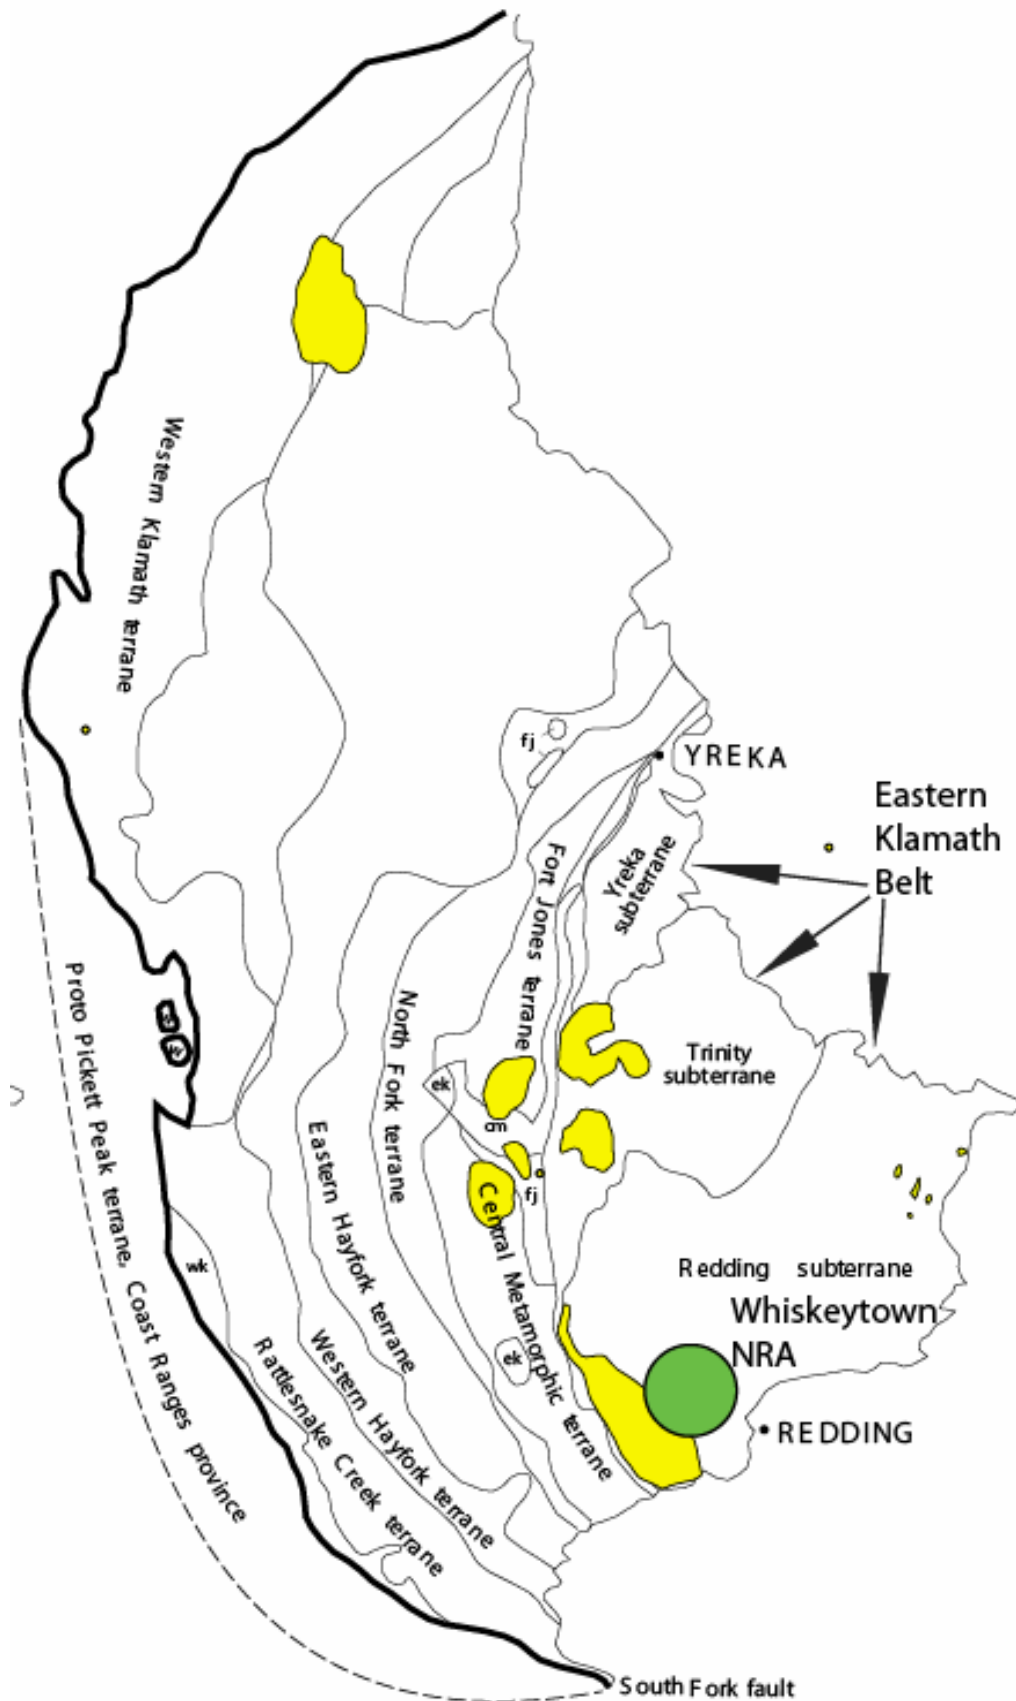 Western Klamath terrane
fj
YREKA
Eastern
Klamath
Belt
Yreka
subterrane
Fort Jones terrane
Proto Pickett Peak terrane, Coast Ranges province
North Fork terrane
Trinity
subterrane
ek
Eastern Hayfork terrane
fj
Central Metamorphic terrane
wk
Redding subterrane
Whiskeytown
NRA
ek
Rattlesnake Creek terrane
Western Hayfork terrane
REDDING
South Fork fault